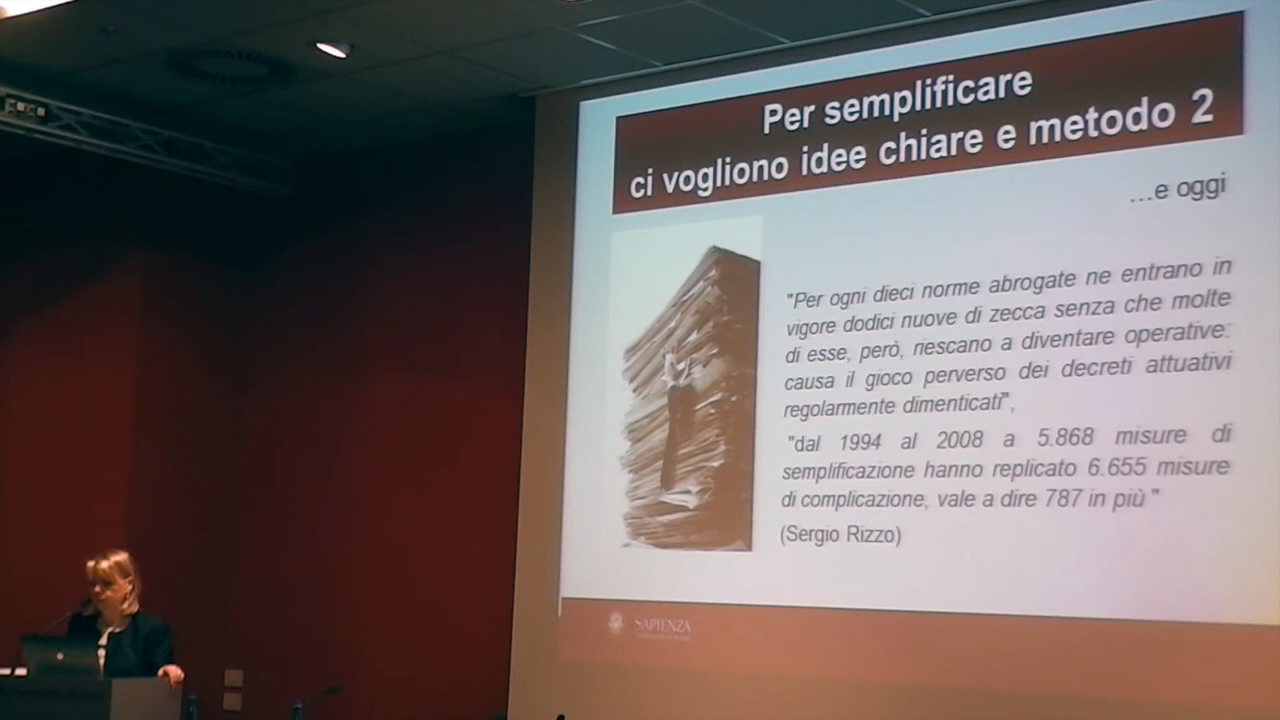 Per semplificare
ci vogliono idee chiare e metodo 2
...e oggi
"Per ogni dieci norme abrogate ne entrano in
vigore dodici nuove di zecca senza che molte
di esse, però, riescano a diventare operative:
causa il gioco perverso dei decreti attuativi
regolarmente dimenticati",
"dal 1994 al 2008 a 5.868 misure di
semplificazione hanno replicato 6.655 misure
di complicazione, vale a dire 787 in più "
(Sergio Rizzo)
SAPIENZA